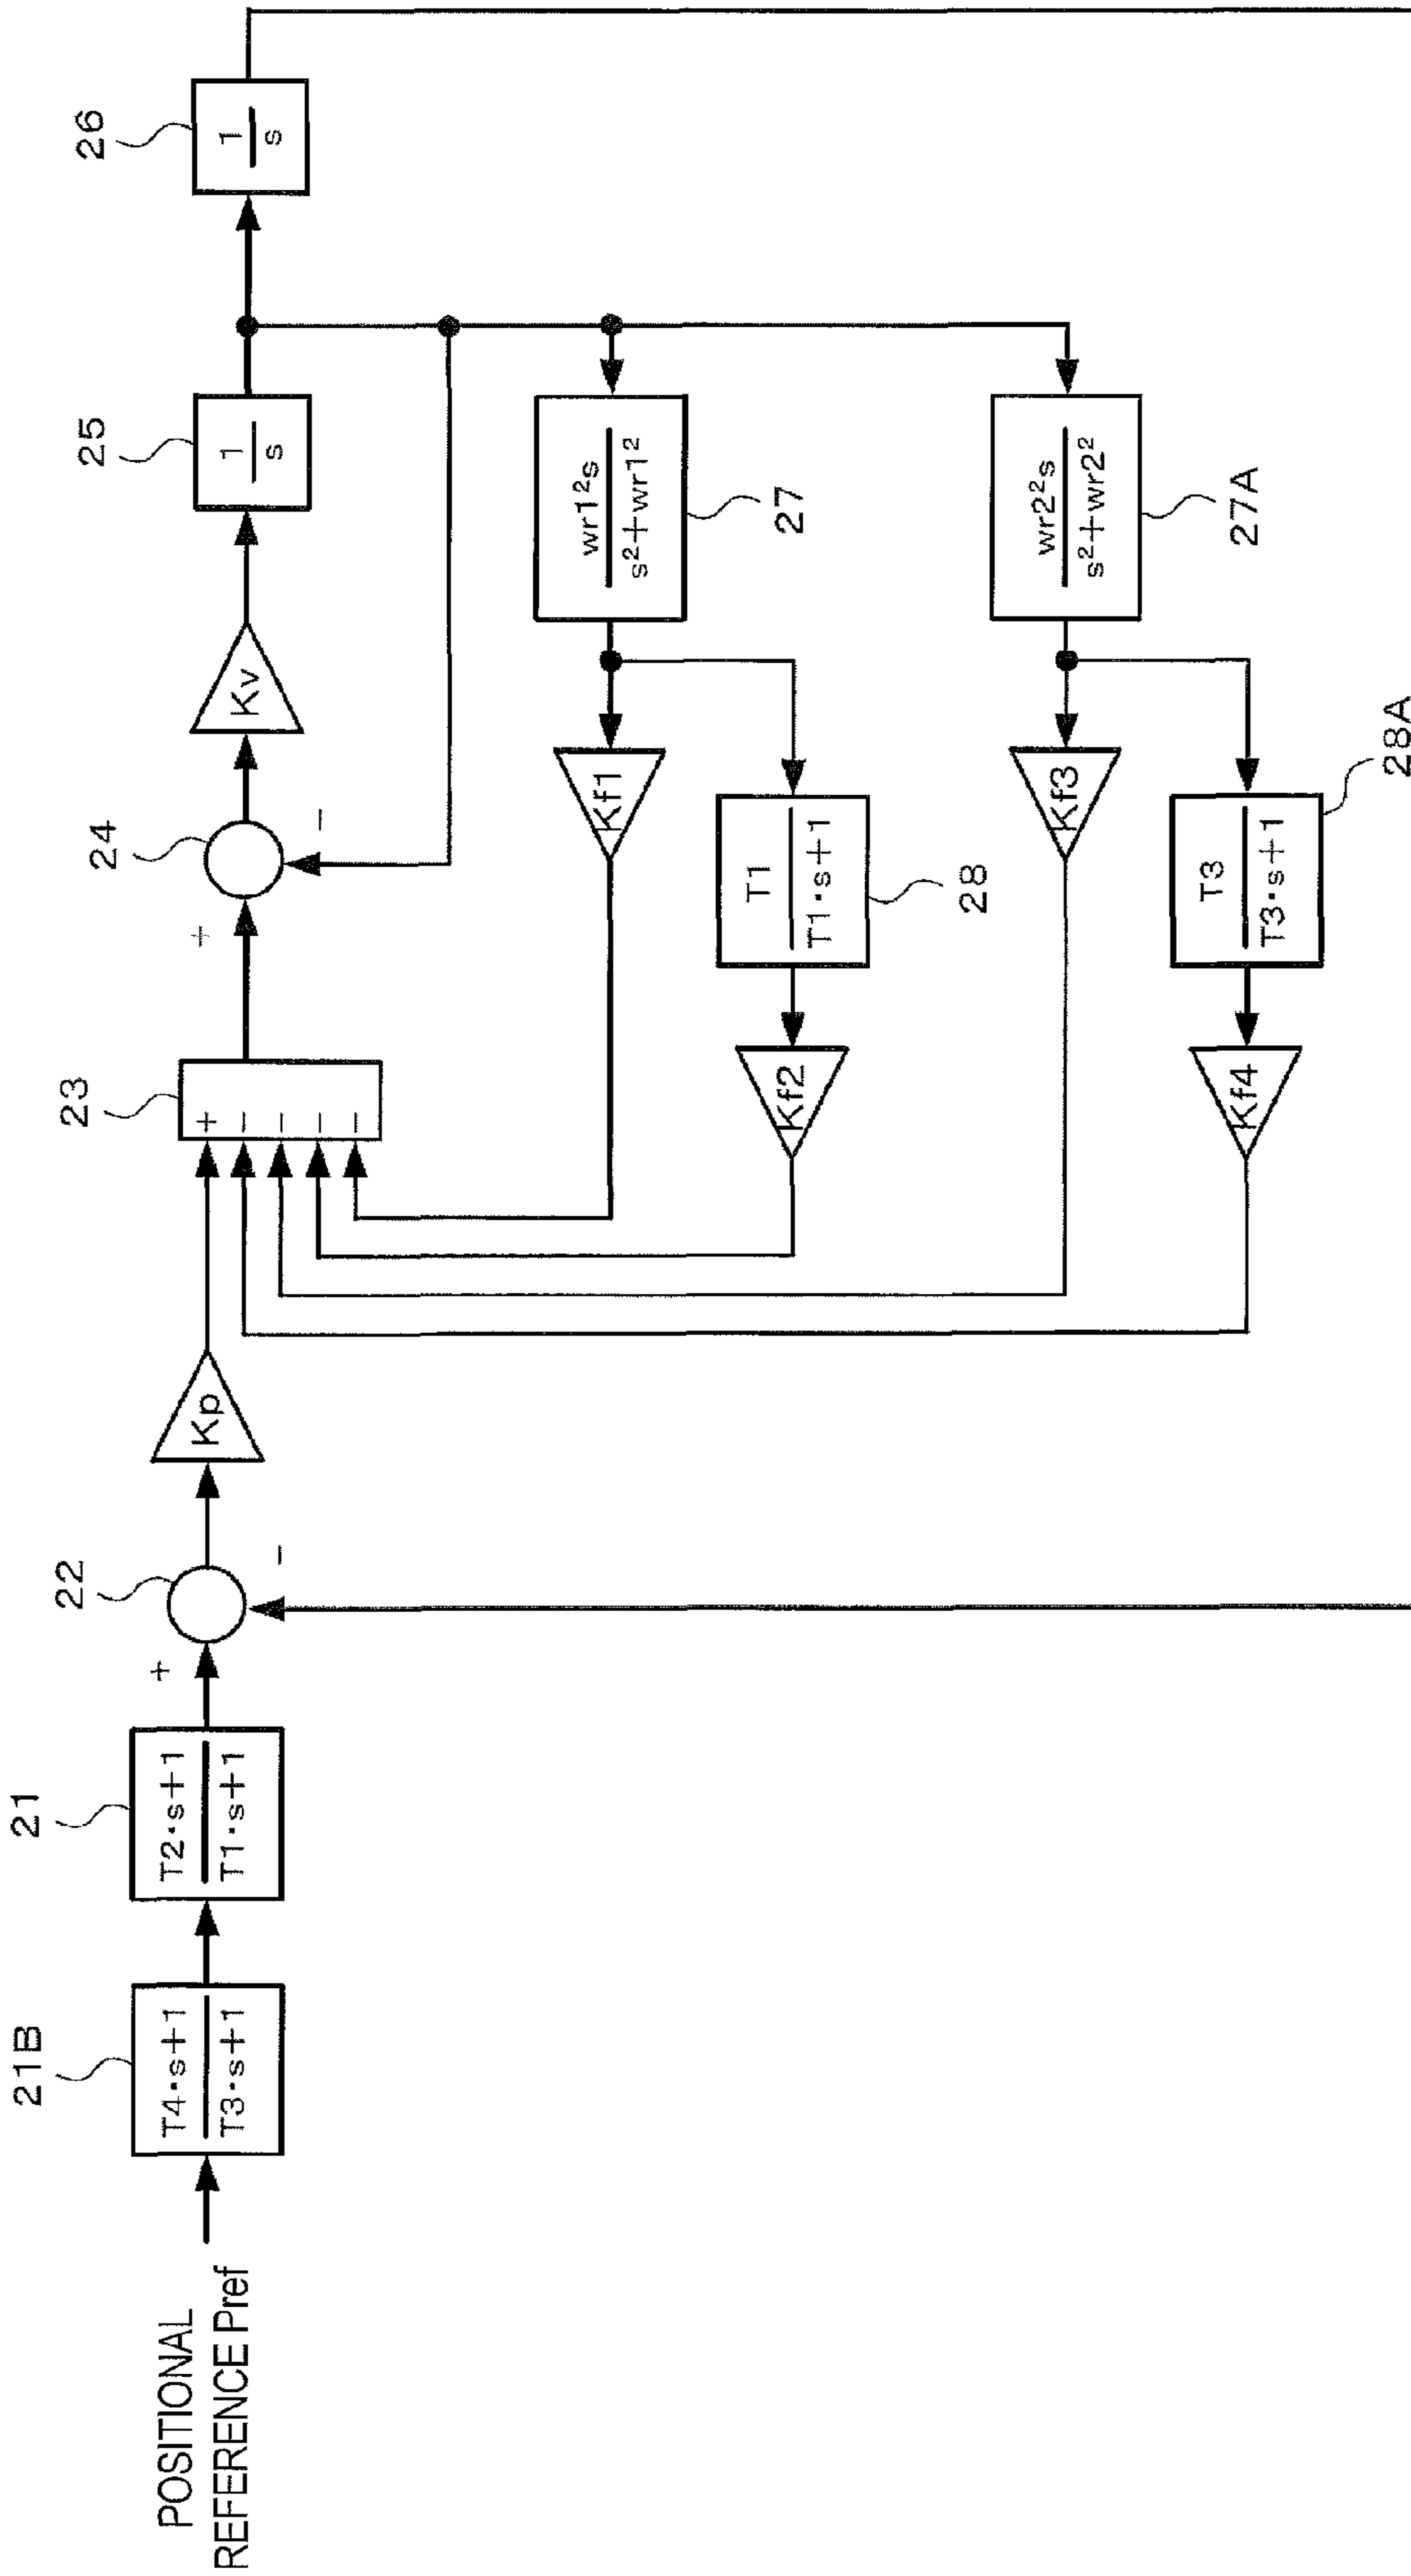 POSITIONAL
REFERENCE Pref
21B
T4・s+1
T3・s+1
21
T2・s+1
T1・s+1
+
22
-
Kp
23
+
-
-
-
-
+
24
-
Kv
25
1
s
26
1
s
wr1²s
s²+wr1²
27
Kf1
T1
T1・s+1
28
Kf2
wr2²s
s²+wr2²
27A
Kf3
T3
T3・s+1
28A
Kf4